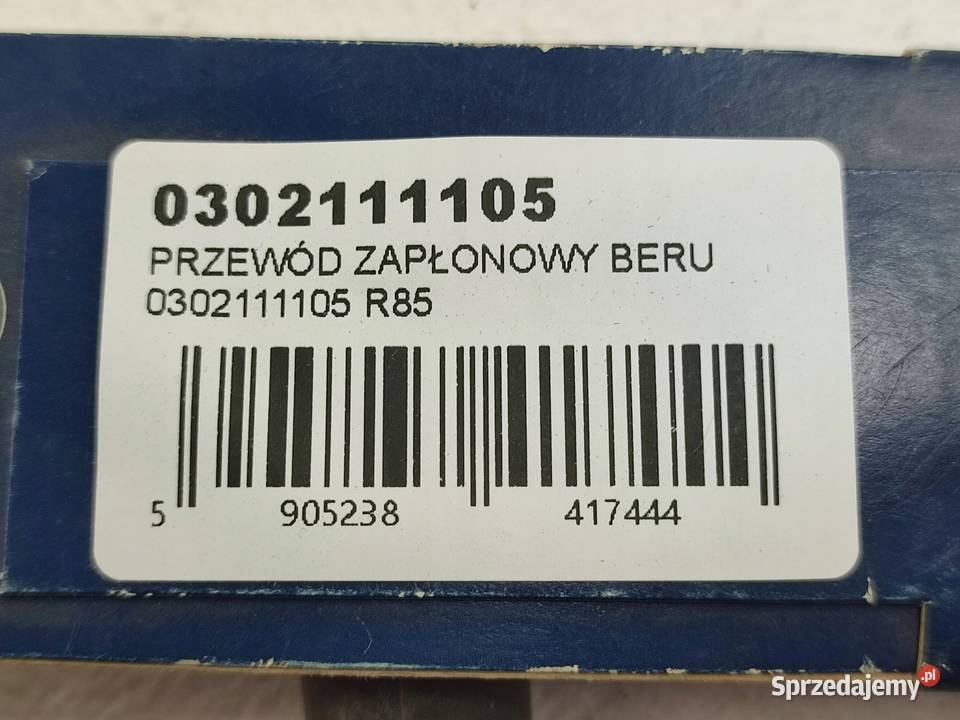 0302111105
PRZEWÓD ZAPŁONOWY BERU
0302111105 R85
5 905238 417444
Sprzedajemy.pl